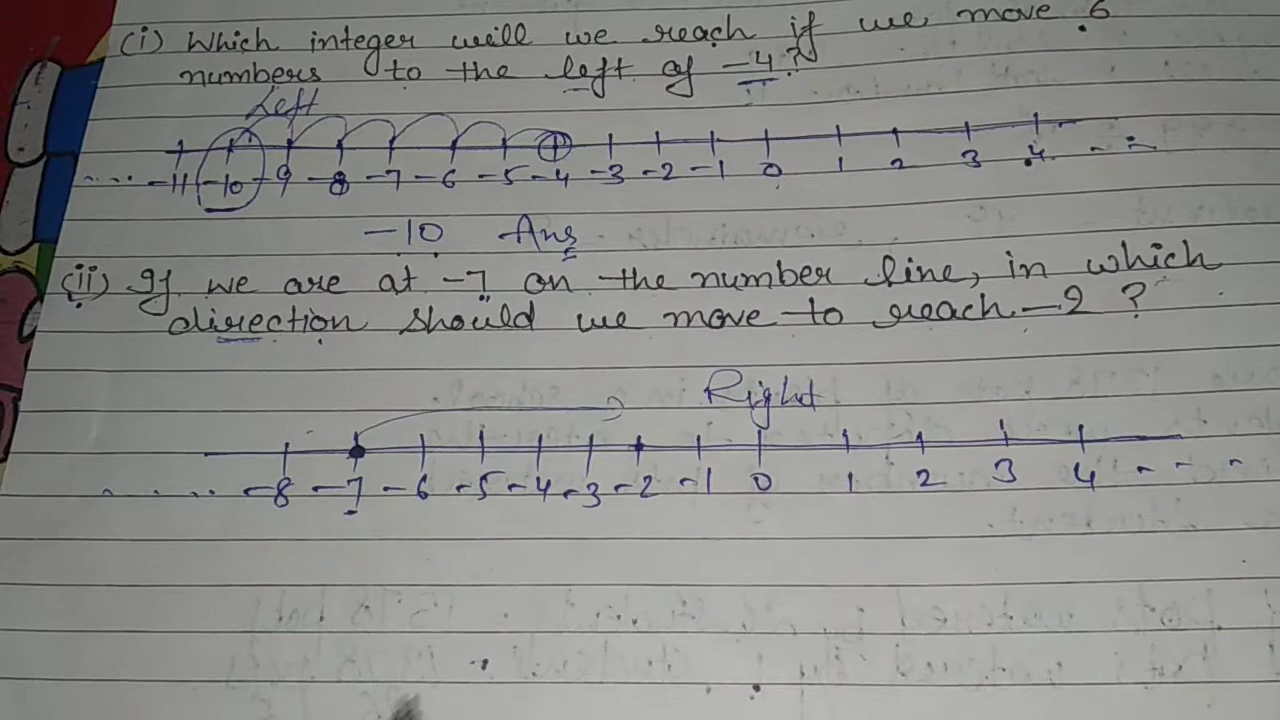 (i) Which integer will we reach if we move 6
numbers to the left of -4?
Left
.... -11 -10 -9 -8 -7 -6 -5 -4 -3 -2 -1 0 1 2 3 4 - -
-10 Ans
(ii) If we are at -7 on the number line, in which
direction should we move to reach -2 ?
Right
.... -8 -7 -6 -5 -4 -3 -2 -1 0 1 2 3 4 - - -